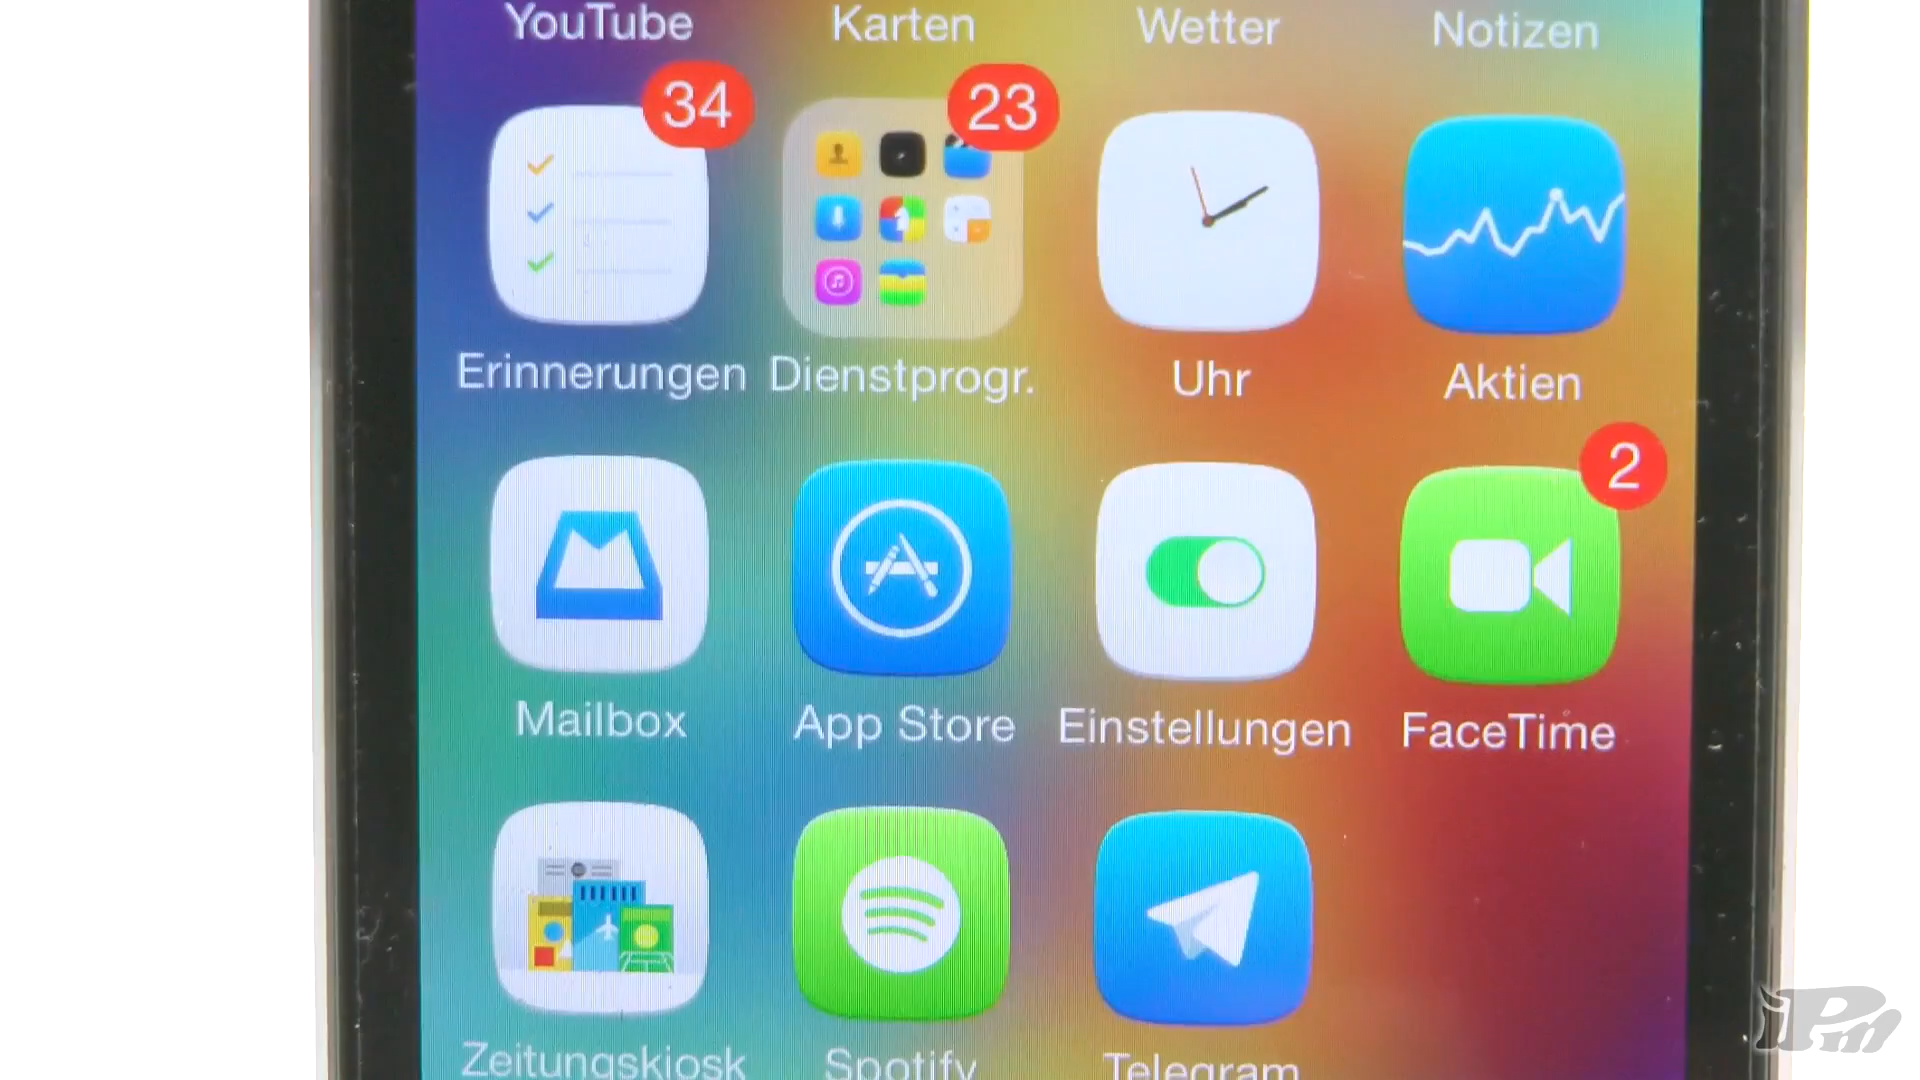 YouTube Karten Wetter Notizen
34 23
Erinnerungen Dienstprogr. Uhr Aktien
2
Mailbox App Store Einstellungen FaceTime
Zeitungskiosk Spotify Telegram
iPm